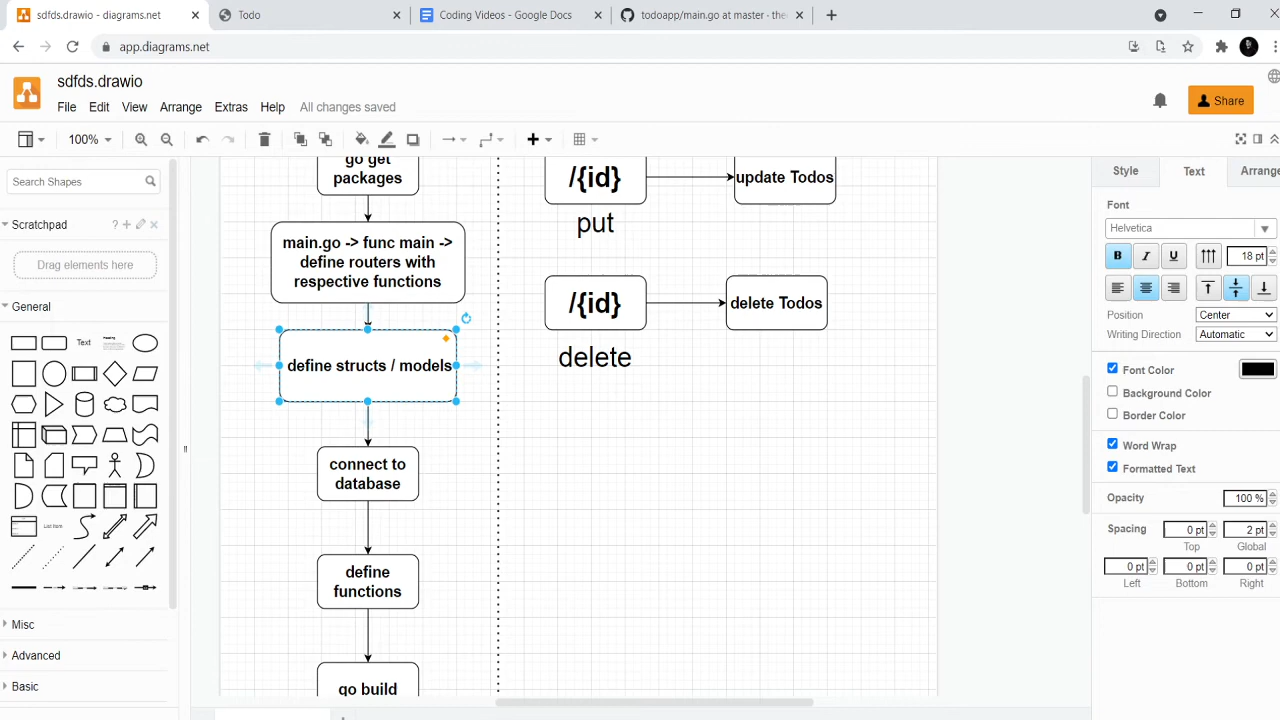 sdfds.drawio - diagrams.net
Todo
Coding Videos - Google Docs
todoapp/main.go at master · the
app.diagrams.net
sdfds.drawio
File Edit View Arrange Extras Help All changes saved
Share
100%
Search Shapes
Scratchpad
Drag elements here
General
Text
List Item
Misc
Advanced
Basic
go get
packages
main.go -> func main ->
define routers with
respective functions
define structs / models
connect to
database
define
functions
go build
/{id}
put
update Todos
/{id}
delete
delete Todos
Style Text Arrange
Font
Helvetica
B I U 18 pt
Position Center
Writing Direction Automatic
Font Color
Background Color
Border Color
Word Wrap
Formatted Text
Opacity 100 %
Spacing 0 pt 2 pt
Top Global
0 pt 0 pt 0 pt
Left Bottom Right